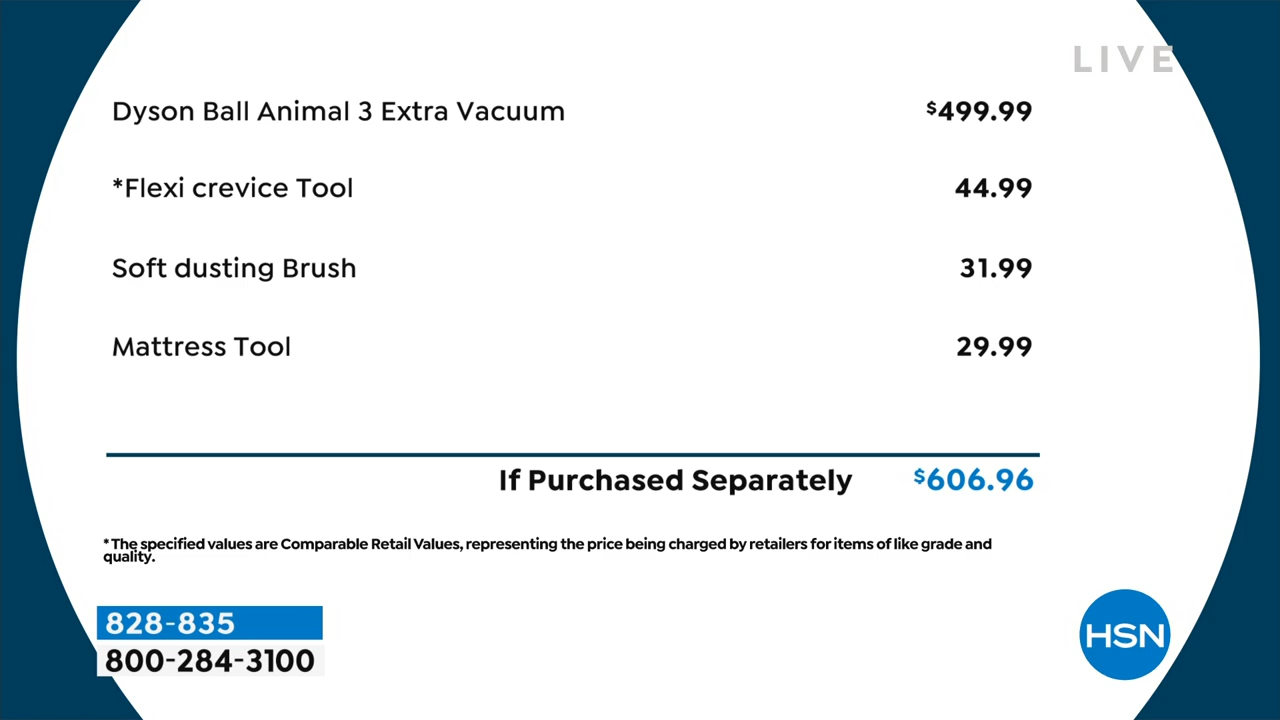 LIVE
Dyson Ball Animal 3 Extra Vacuum $499.99
*Flexi crevice Tool 44.99
Soft dusting Brush 31.99
Mattress Tool 29.99
If Purchased Separately $606.96
*The specified values are Comparable Retail Values, representing the price being charged by retailers for items of like grade and
quality.
828-835
800-284-3100
HSN